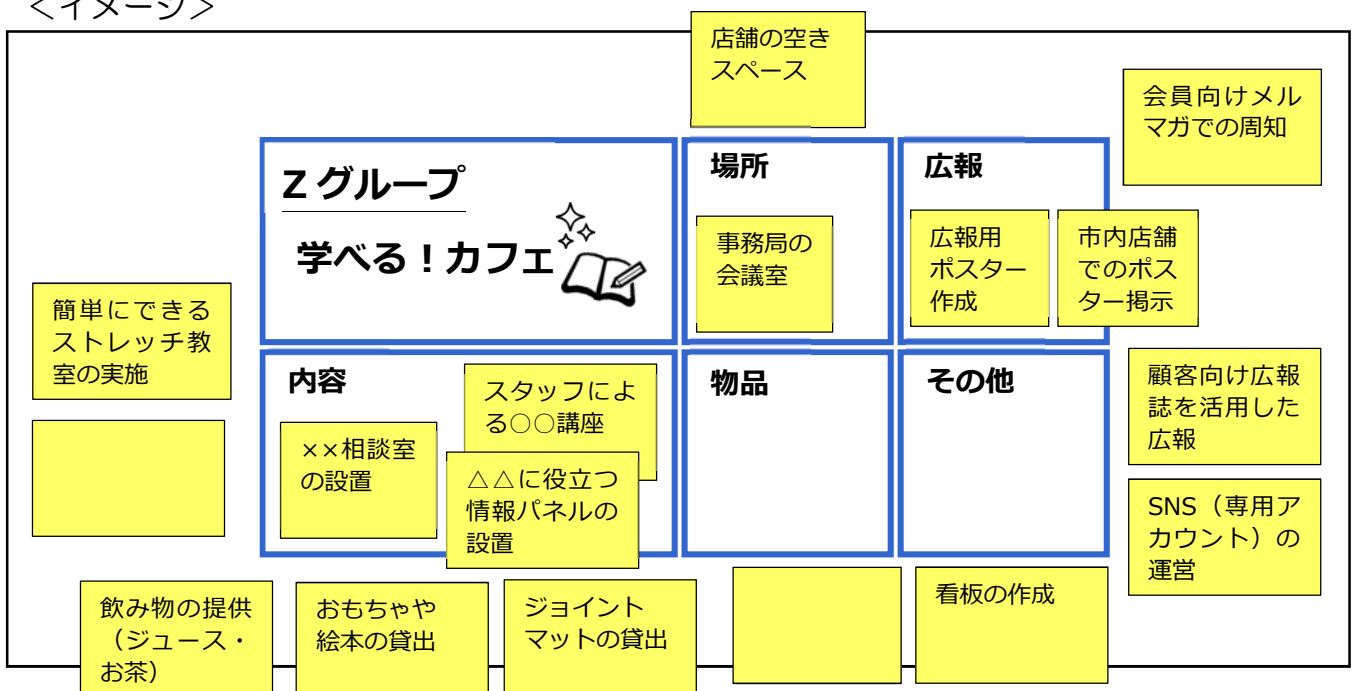 <イメージ>
店舗の空き
スペース
会員向けメル
マガでの周知
Z グループ
学べる！カフェ
場所
事務局の
会議室
広報
広報用
ポスター
作成
市内店舗
でのポス
ター掲示
簡単にできる
ストレッチ教
室の実施
内容
××相談室
の設置
スタッフによ
る○○講座
△△に役立つ
情報パネルの
設置
物品
その他
顧客向け広報
誌を活用した
広報
SNS（専用ア
カウント）の
運営
飲み物の提供
（ジュース・
お茶）
おもちゃや
絵本の貸出
ジョイント
マットの貸出
看板の作成